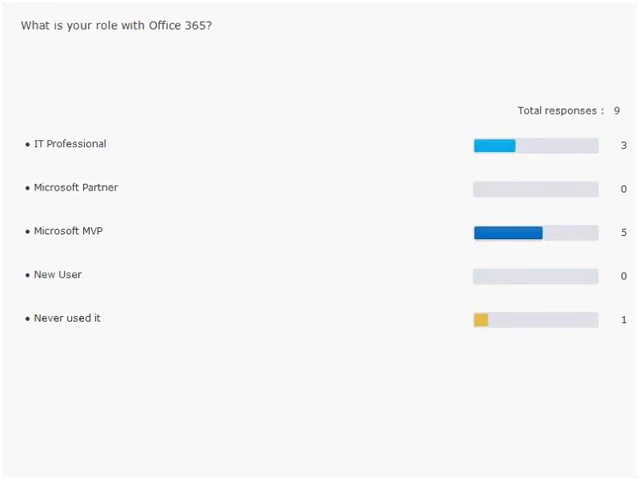 What is your role with Office 365?
Total responses : 9
• IT Professional 3
• Microsoft Partner 0
• Microsoft MVP 5
• New User 0
• Never used it 1